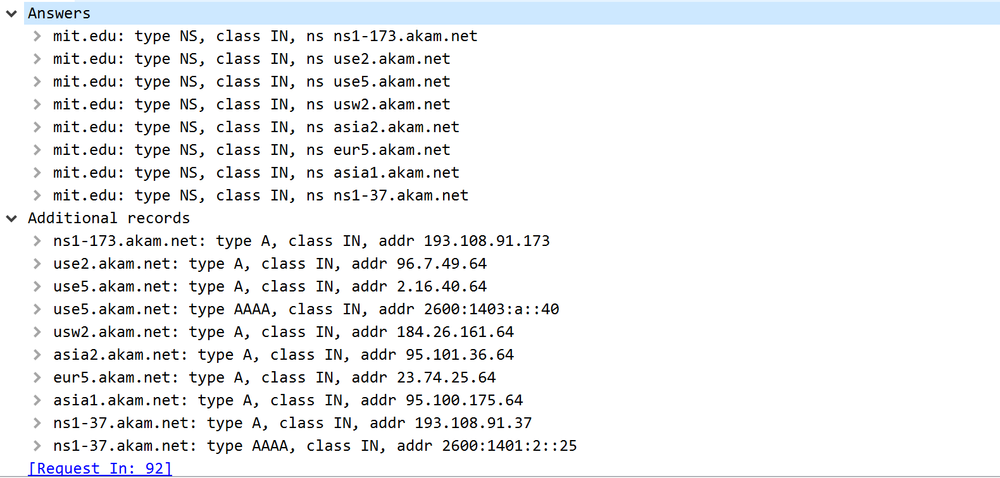 Answers
mit.edu: type NS, class IN, ns ns1-173.akam.net
mit.edu: type NS, class IN, ns use2.akam.net
mit.edu: type NS, class IN, ns use5.akam.net
mit.edu: type NS, class IN, ns usw2.akam.net
mit.edu: type NS, class IN, ns asia2.akam.net
mit.edu: type NS, class IN, ns eur5.akam.net
mit.edu: type NS, class IN, ns asia1.akam.net
mit.edu: type NS, class IN, ns ns1-37.akam.net
Additional records
ns1-173.akam.net: type A, class IN, addr 193.108.91.173
use2.akam.net: type A, class IN, addr 96.7.49.64
use5.akam.net: type A, class IN, addr 2.16.40.64
use5.akam.net: type AAAA, class IN, addr 2600:1403:a::40
usw2.akam.net: type A, class IN, addr 184.26.161.64
asia2.akam.net: type A, class IN, addr 95.101.36.64
eur5.akam.net: type A, class IN, addr 23.74.25.64
asia1.akam.net: type A, class IN, addr 95.100.175.64
ns1-37.akam.net: type A, class IN, addr 193.108.91.37
ns1-37.akam.net: type AAAA, class IN, addr 2600:1401:2::25
[Request In: 92]